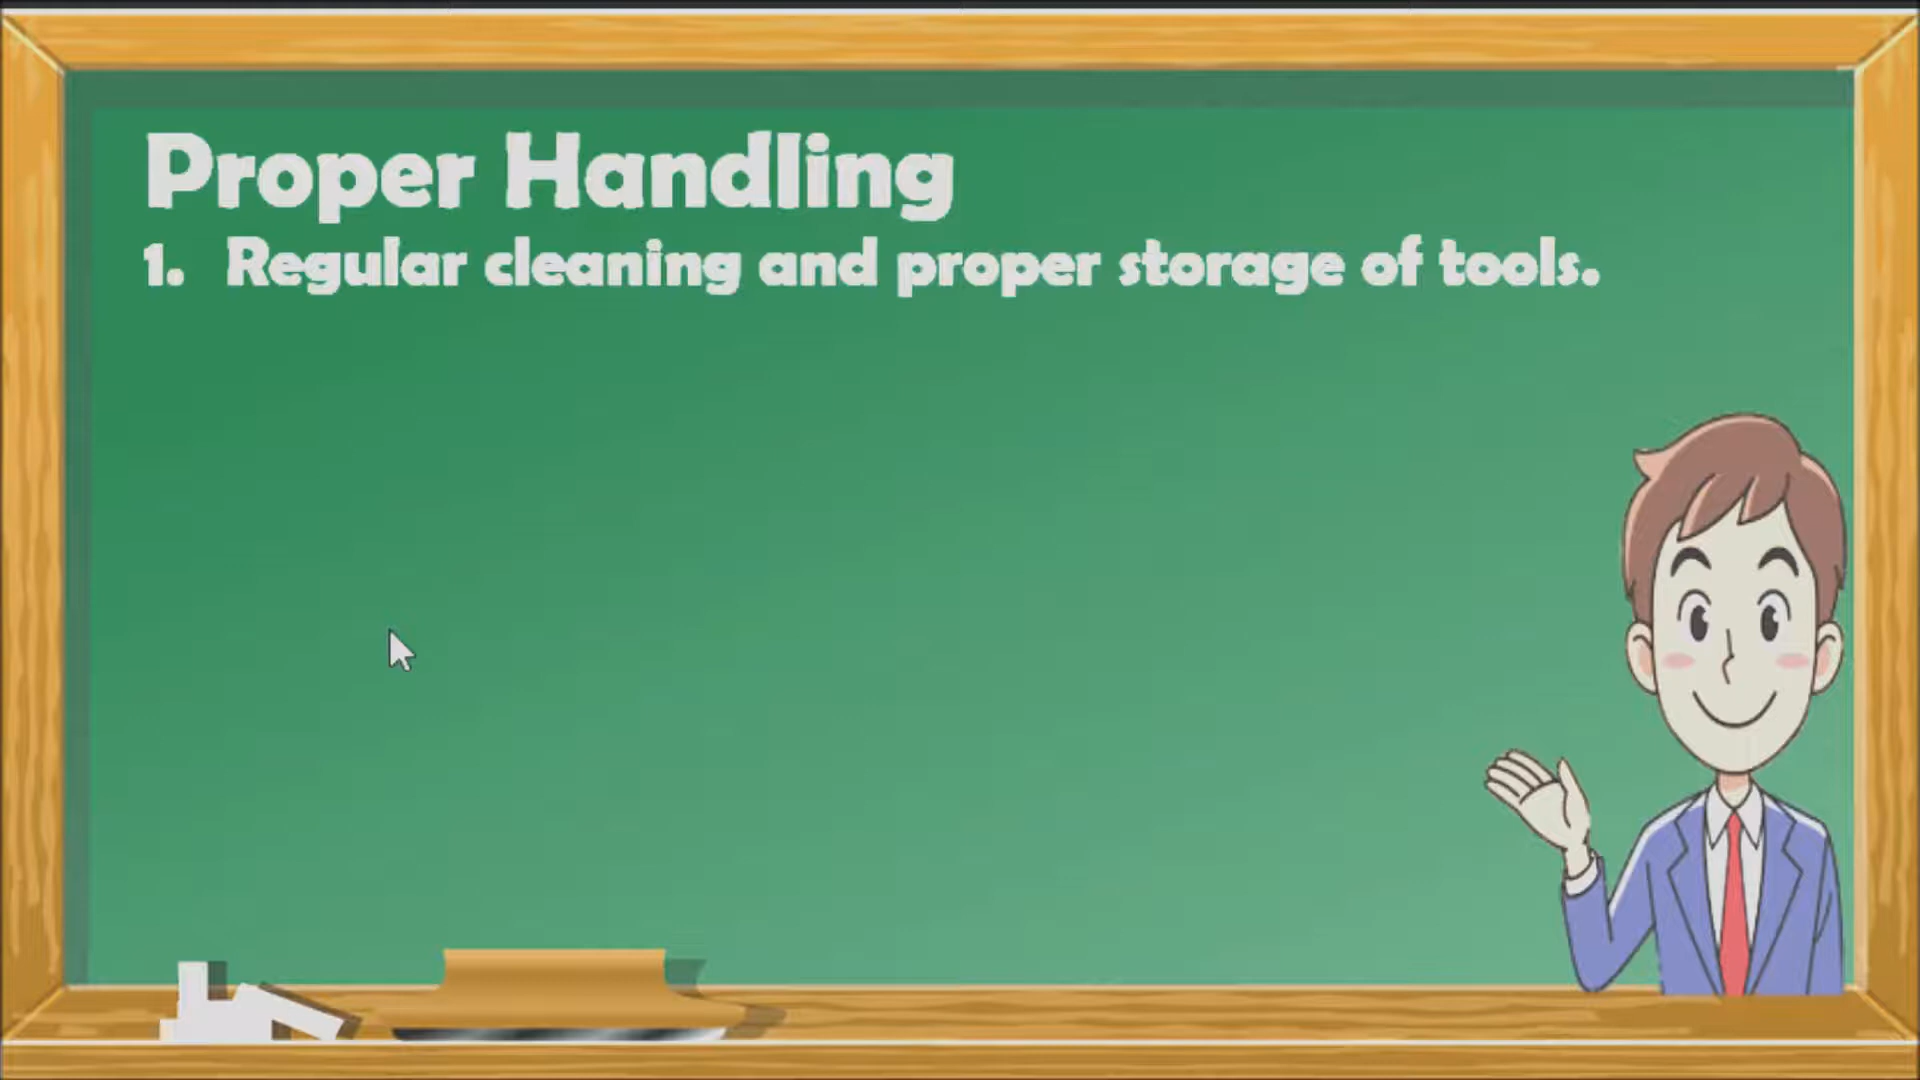 Proper Handling
1. Regular cleaning and proper storage of tools.